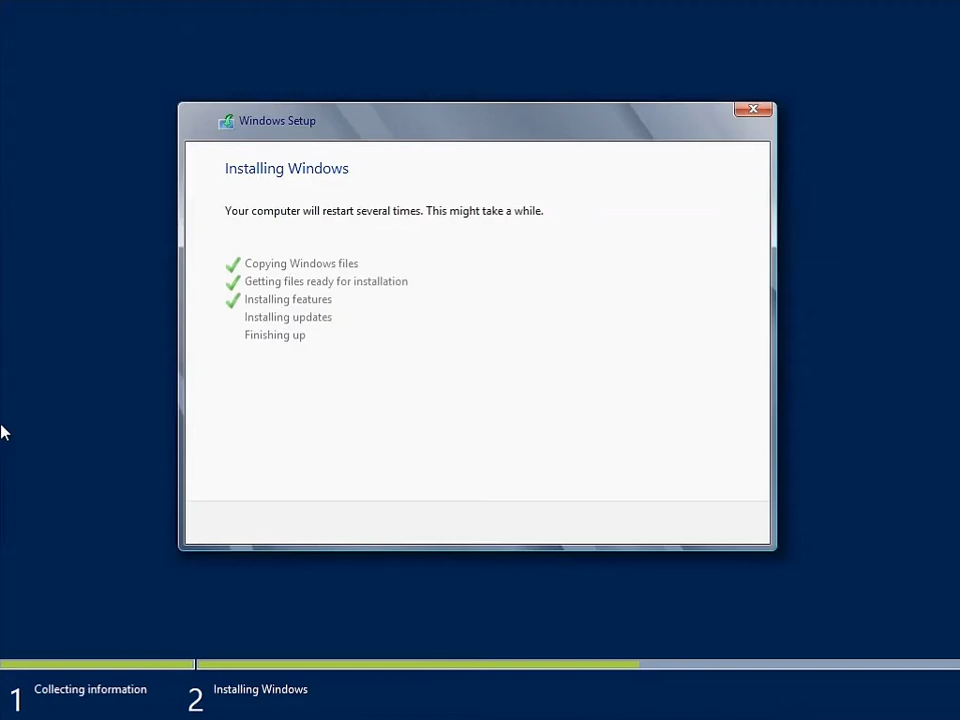 Windows Setup
Installing Windows
Your computer will restart several times. This might take a while.
Copying Windows files
Getting files ready for installation
Installing features
Installing updates
Finishing up
1 Collecting information
2 Installing Windows